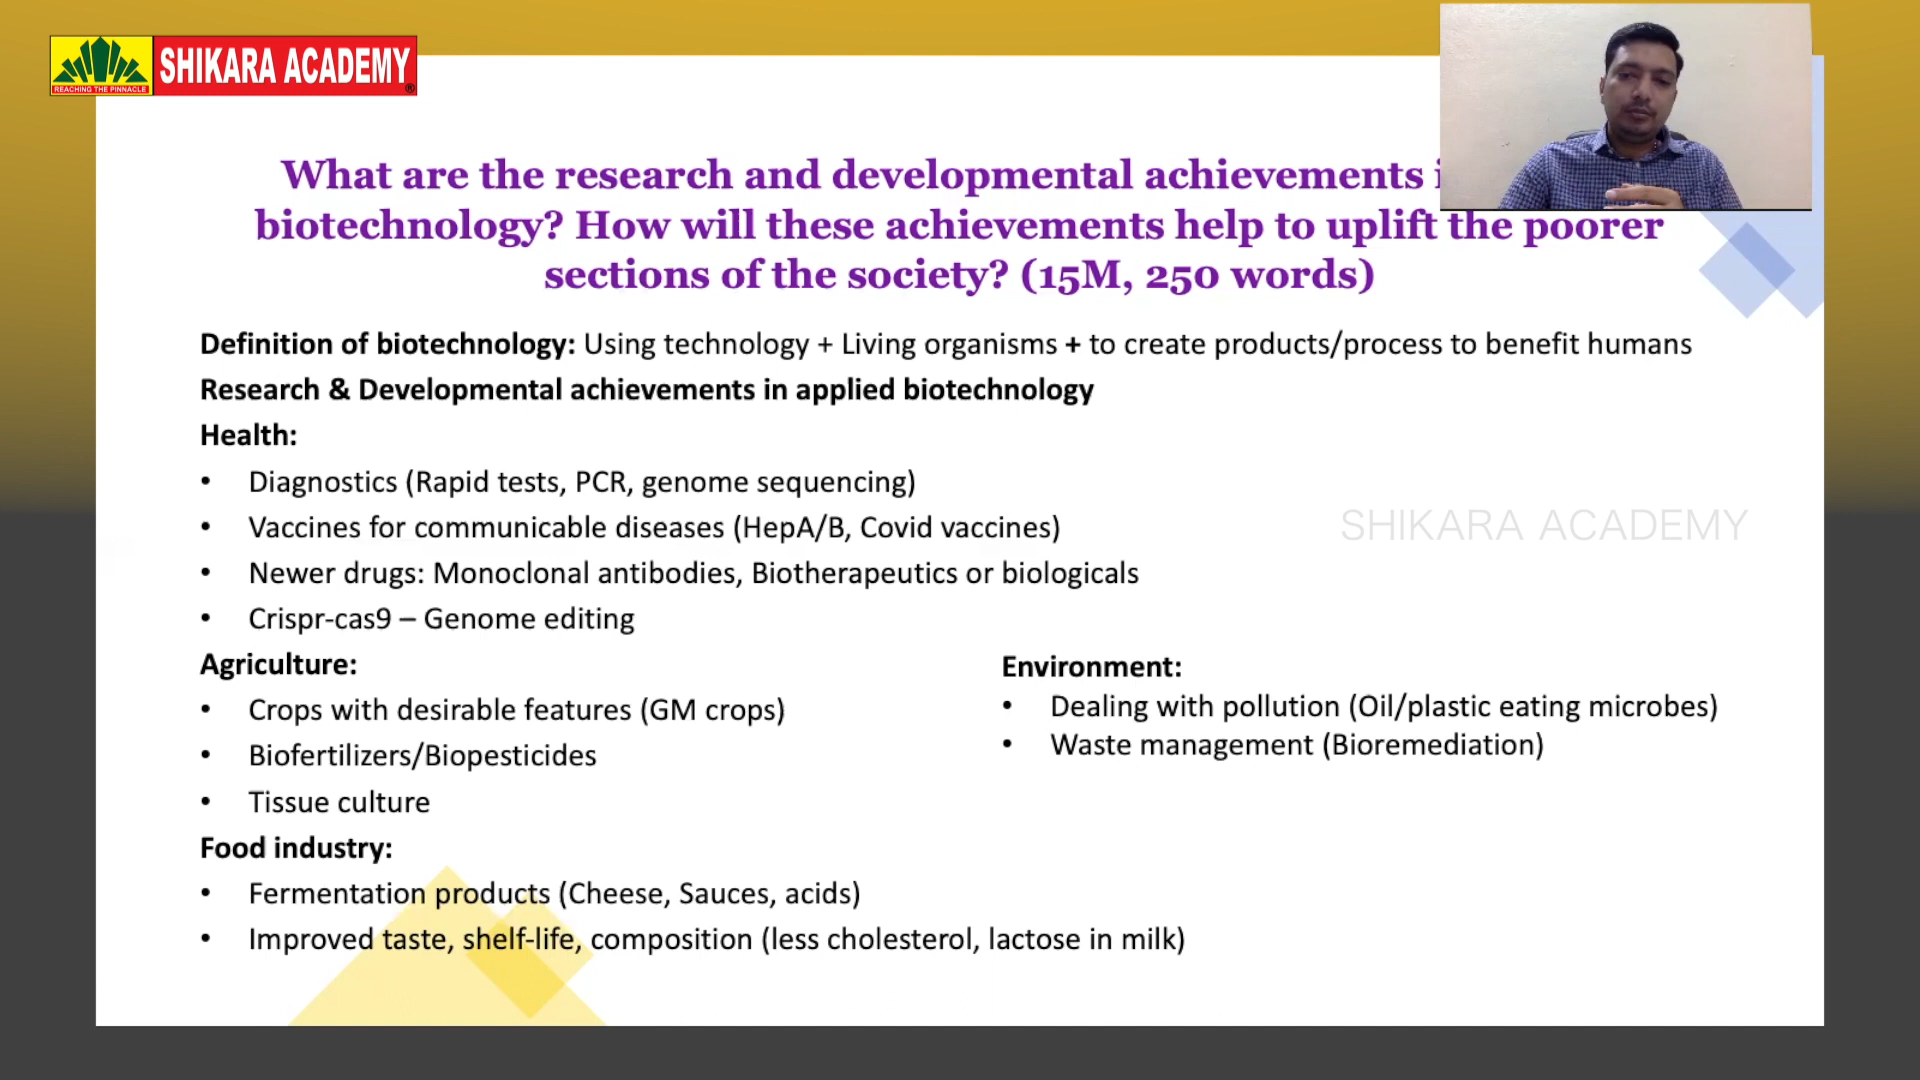 SHIKARA ACADEMY
REACHING THE PINNACLE
What are the research and developmental achievements
biotechnology? How will these achievements help to uplift the poorer
sections of the society? (15M, 250 words)
Definition of biotechnology: Using technology + Living organisms + to create products/process to benefit humans
Research & Developmental achievements in applied biotechnology
Health:
• Diagnostics (Rapid tests, PCR, genome sequencing)
• Vaccines for communicable diseases (HepA/B, Covid vaccines)
SHIKARA ACADEMY
• Newer drugs: Monoclonal antibodies, Biotherapeutics or biologicals
• Crispr-cas9 – Genome editing
Agriculture:
• Crops with desirable features (GM crops)
• Biofertilizers/Biopesticides
• Tissue culture
Environment:
• Dealing with pollution (Oil/plastic eating microbes)
• Waste management (Bioremediation)
Food industry:
• Fermentation products (Cheese, Sauces, acids)
• Improved taste, shelf-life, composition (less cholesterol, lactose in milk)